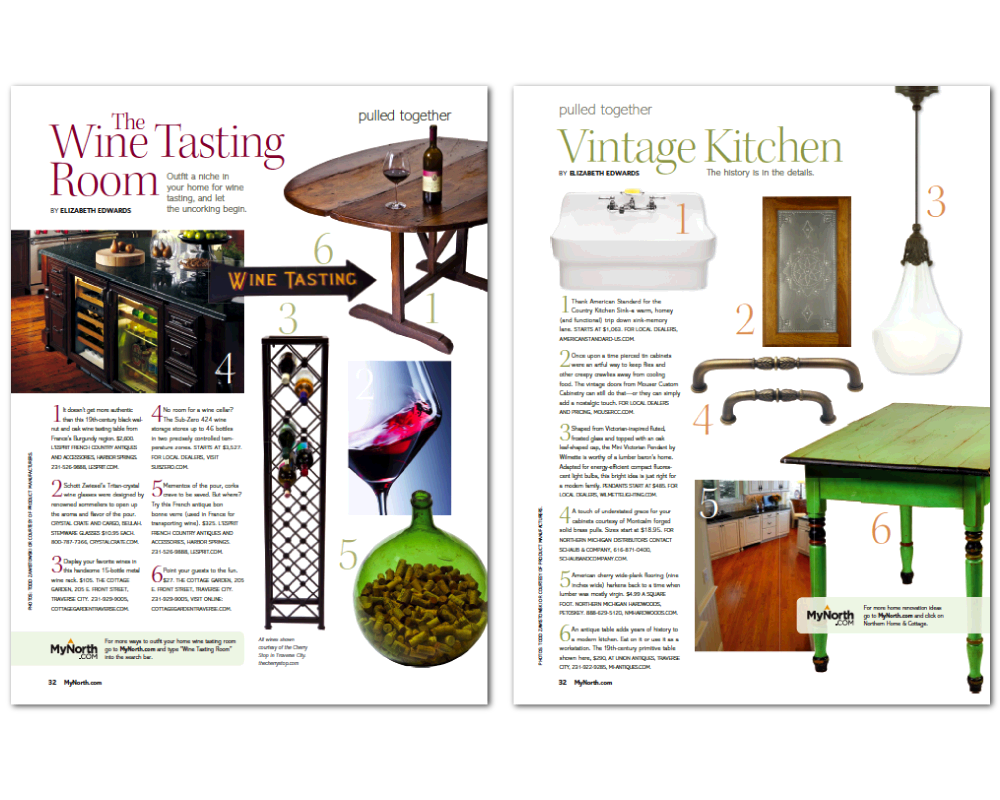 pulled together
The
Wine Tasting
Room
Outfit a niche in
your home for wine
tasting, and let
the uncorking begin.
BY ELIZABETH EDWARDS
6
WINE TASTING
1
3
4
2
5
1 It doesn't get more authentic
than this 19th-century black wal-
nut and oak wine tasting table from
France's Burgundy region. $2,800.
L'ESPRIT FRENCH COUNTRY ANTIQUES
AND ACCESSORIES, HARBOR SPRINGS.
231-526-9888, LESPRIT.COM.
2 Schott Zwiesel's Tritan-crystal
wine glasses were designed by
renowned sommeliers to open up
the aroma and flavor of the pour.
CRYSTAL CRATE AND CARGO, BEULAH.
STEMWARE GLASSES $10.95 EACH.
800-787-7366, CRYSTALCRATE.COM.
3 Display your favorite wines in
this handsome 15-bottle metal
wine rack. $105. THE COTTAGE
GARDEN, 205 E. FRONT STREET,
TRAVERSE CITY. 231-929-9005,
COTTAGEGARDENTRAVERSE.COM.
4 No room for a wine cellar?
The Sub-Zero 424 wine
storage stores up to 46 bottles
in two precisely controlled tem-
perature zones. STARTS AT $3,527.
FOR LOCAL DEALERS, VISIT
SUBZERO.COM.
5 Mementos of the pour, corks
crave to be saved. But where?
Try this French antique bon
bonne verre (used in France for
transporting wine). $325. L'ESPRIT
FRENCH COUNTRY ANTIQUES AND
ACCESSORIES, HARBOR SPRINGS.
231-526-9888, LESPRIT.COM.
6 Point your guests to the fun.
$27. THE COTTAGE GARDEN, 205
E. FRONT STREET, TRAVERSE CITY.
231-929-9005, VISIT ONLINE:
COTTAGEGARDENTRAVERSE.COM.
MyNorth
.COM
For more ways to outfit your home wine tasting room
go to MyNorth.com and type "Wine Tasting Room"
into the search bar.
All wines shown
courtesy of the Cherry
Stop in Traverse City.
thecherrystop.com
32 MyNorth.com
pulled together
Vintage Kitchen
BY ELIZABETH EDWARDS
The history is in the details.
1
3
2
4
5
6
1 Thank American Standard for the
Country Kitchen Sink–a warm, homey
(and functional) trip down sink-memory
lane. STARTS AT $1,063. FOR LOCAL DEALERS,
AMERICANSTANDARD-US.COM.
2 Once upon a time pierced tin cabinets
were an artful way to keep flies and
other creepy crawlies away from cooling
food. The vintage doors from Mouser Custom
Cabinetry can still do that—or they can simply
add a nostalgic touch. FOR LOCAL DEALERS
AND PRICING, MOUSERCC.COM.
3 Shaped from Victorian-inspired fluted,
frosted glass and topped with an oak
leaf-shaped cap, the Mini Victorian Pendant by
Wilmette is worthy of a lumber baron's home.
Adapted for energy-efficient compact fluores-
cent light bulbs, this bright idea is just right for
a modern family. PENDANTS START AT $485. FOR
LOCAL DEALERS, WILMETTELIGHTING.COM.
4 A touch of understated grace for your
cabinets courtesy of Montcalm forged
solid brass pulls. Sizes start at $18.95. FOR
NORTHERN MICHIGAN DISTRIBUTORS CONTACT
SCHAUB & COMPANY, 616-871-0400,
SCHAUBANDCOMPANY.COM.
5 American cherry wide-plank flooring (nine
inches wide) harkens back to a time when
lumber was mostly virgin. $4.99 A SQUARE
FOOT. NORTHERN MICHIGAN HARDWOODS,
PETOSKEY. 888-629-5120, NMHARDWOODS.COM.
6 An antique table adds years of history to
a modern kitchen. Eat on it or use it as a
workstation. The 19th-century primitive table
shown here, $290, AT UNION ANTIQUES, TRAVERSE
CITY, 231-922-9285, MI-ANTIQUES.COM.
MyNorth
.COM
For more home renovation ideas
go to MyNorth.com and click on
Northern Home & Cottage.
32 MyNorth.com